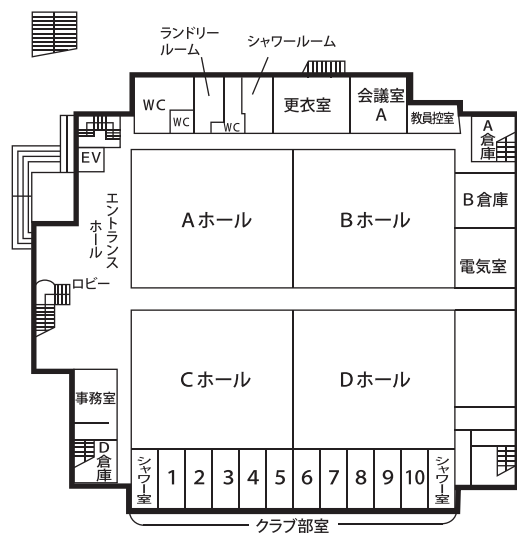 ランドリー
ルーム
シャワールーム
WC
WC
WC
更衣室
会議室
A
教員控室
A
倉庫
EV
B倉庫
エントランス
ホール
Aホール
Bホール
電気室
ロビー
Cホール
Dホール
事務室
D
倉庫
シャワー室
1
2
3
4
5
6
7
8
9
10
シャワー室
クラブ部室